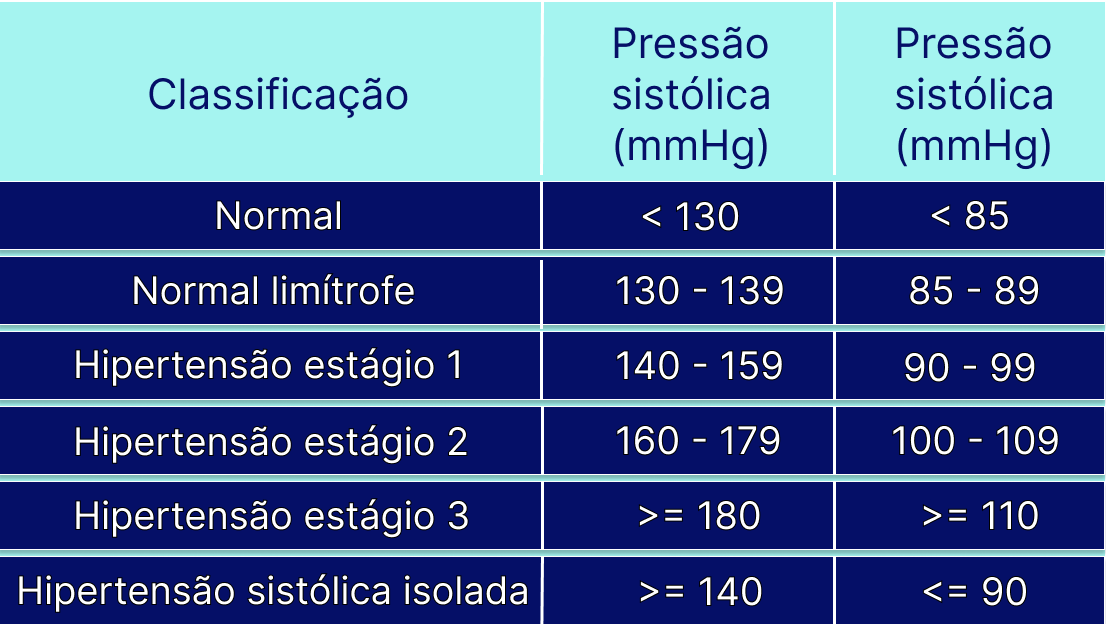 Classificação
Pressão
sistólica
(mmHg)
Pressão
sistólica
(mmHg)
Normal
< 130
< 85
Normal limítrofe
130 - 139
85 - 89
Hipertensão estágio 1
140 - 159
90 - 99
Hipertensão estágio 2
160 - 179
100 - 109
Hipertensão estágio 3
>= 180
>= 110
Hipertensão sistólica isolada
>= 140
<= 90